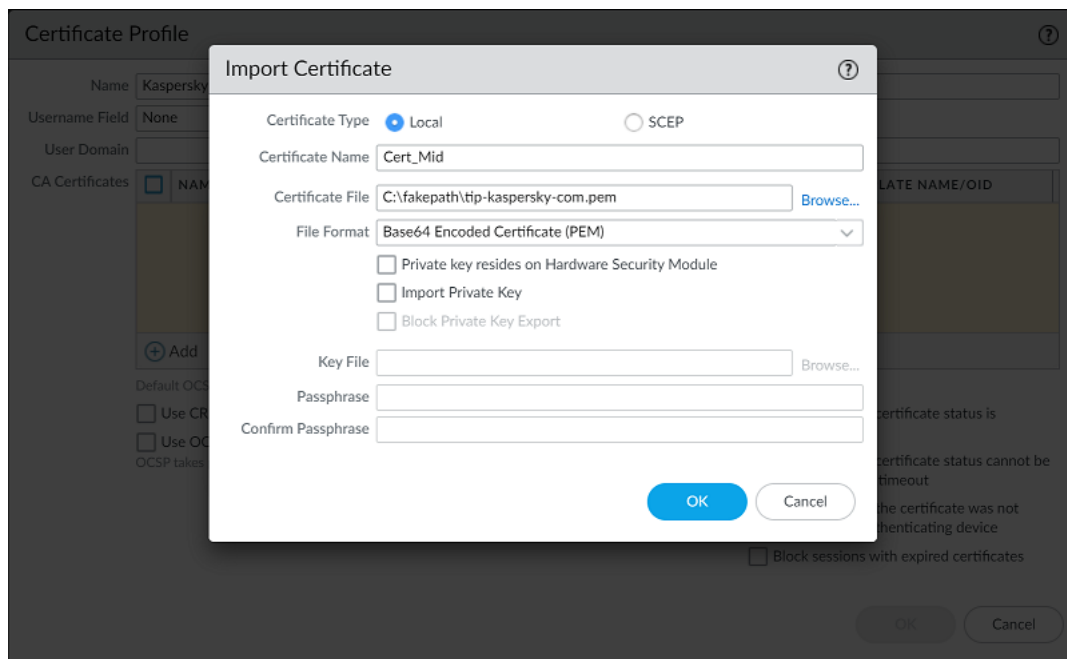 Certificate Profile
Import Certificate
Name Kaspersky
Certificate Type Local SCEP
Username Field None
User Domain
Certificate Name Cert_Mid
CA Certificates NAM LATE NAME/OID
Certificate File C:\fakepath\tip-kaspersky-com.pem Browse...
File Format Base64 Encoded Certificate (PEM)
Private key resides on Hardware Security Module
Import Private Key
Block Private Key Export
Add
Key File Browse...
Default OCS
Passphrase
Use CR certificate status is
Confirm Passphrase
Use OC
OCSP takes certificate status cannot be
timeout
OK Cancel
the certificate was not
thenticating device
Block sessions with expired certificates
OK Cancel